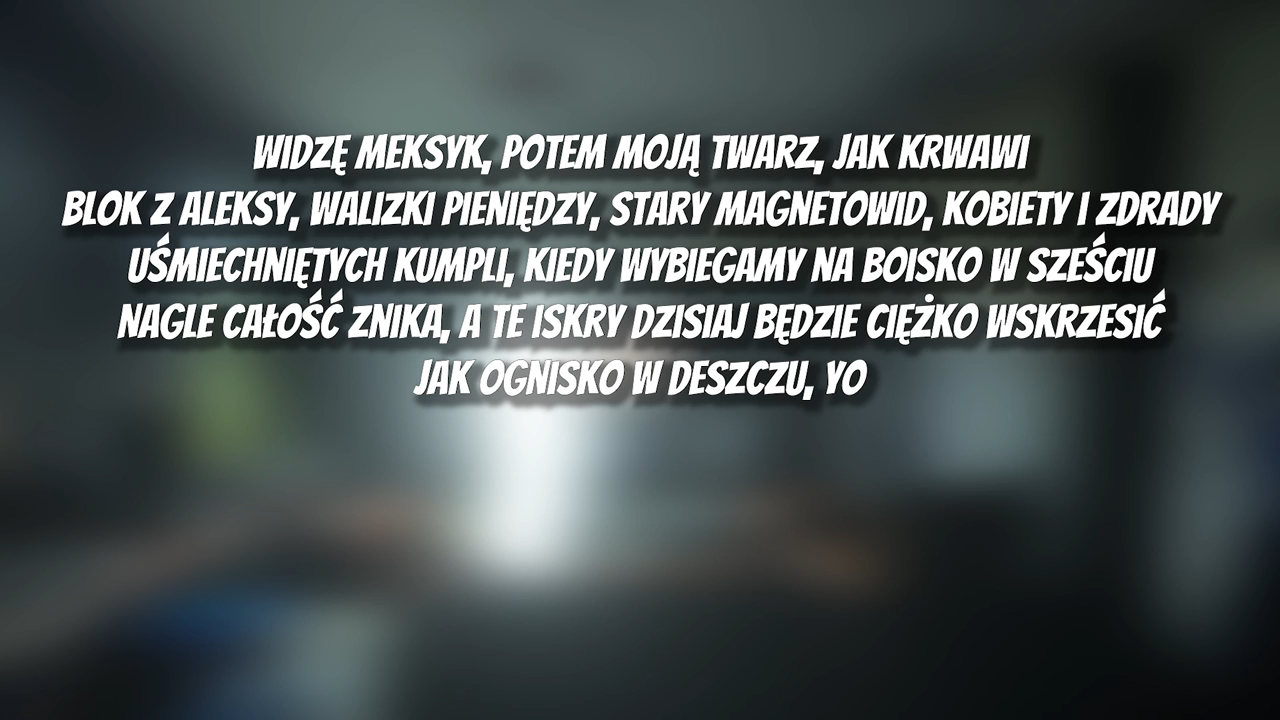 WIDZĘ MEKSYK, POTEM MOJĄ TWARZ, JAK KRWAWI
BLOK Z ALEKSY, WALIZKI PIENIĘDZY, STARY MAGNETOWID, KOBIETY I ZDRADY
UŚMIECHNIĘTYCH KUMPLI, KIEDY WYBIEGAMY NA BOISKO W SZEŚCIU
NAGLE CAŁOŚĆ ZNIKA, A TE ISKRY DZISIAJ BĘDZIE CIĘŻKO WSKRZESIĆ
JAK OGNISKO W DESZCZU, YO